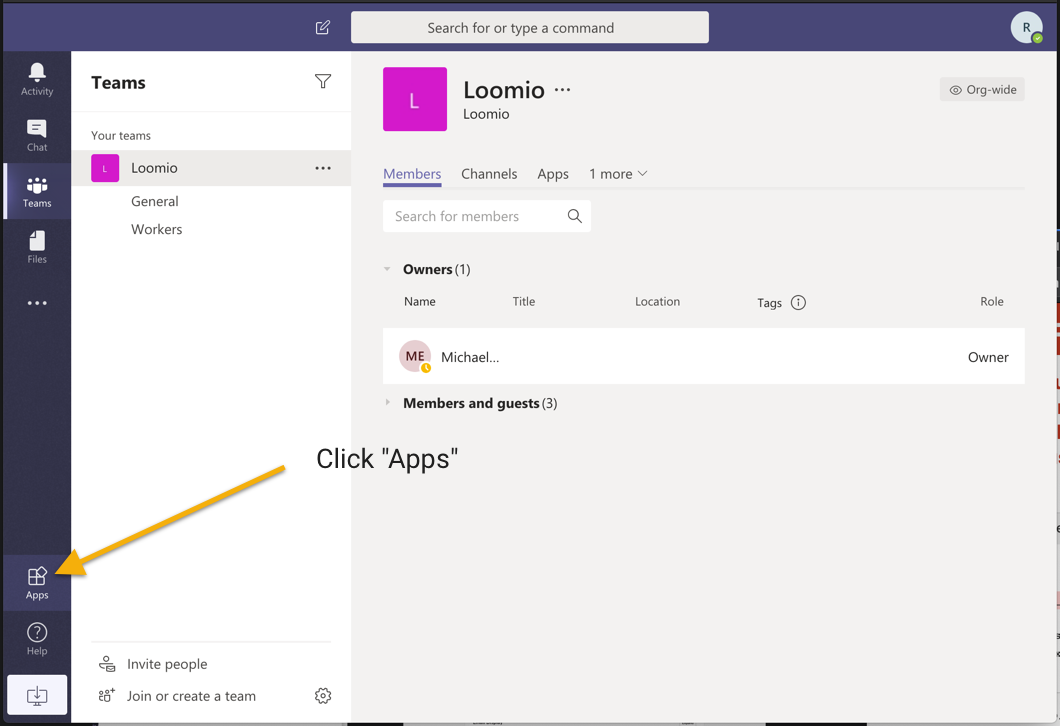 Search for or type a command
R
Activity
Chat
Teams
Files
Apps
Help
Teams
Your teams
L Loomio
General
Workers
Invite people
Join or create a team
L
Loomio
Loomio
Org-wide
Members Channels Apps 1 more
Search for members
Owners (1)
Name Title Location Tags Role
ME Michael... Owner
Members and guests (3)
Click "Apps"